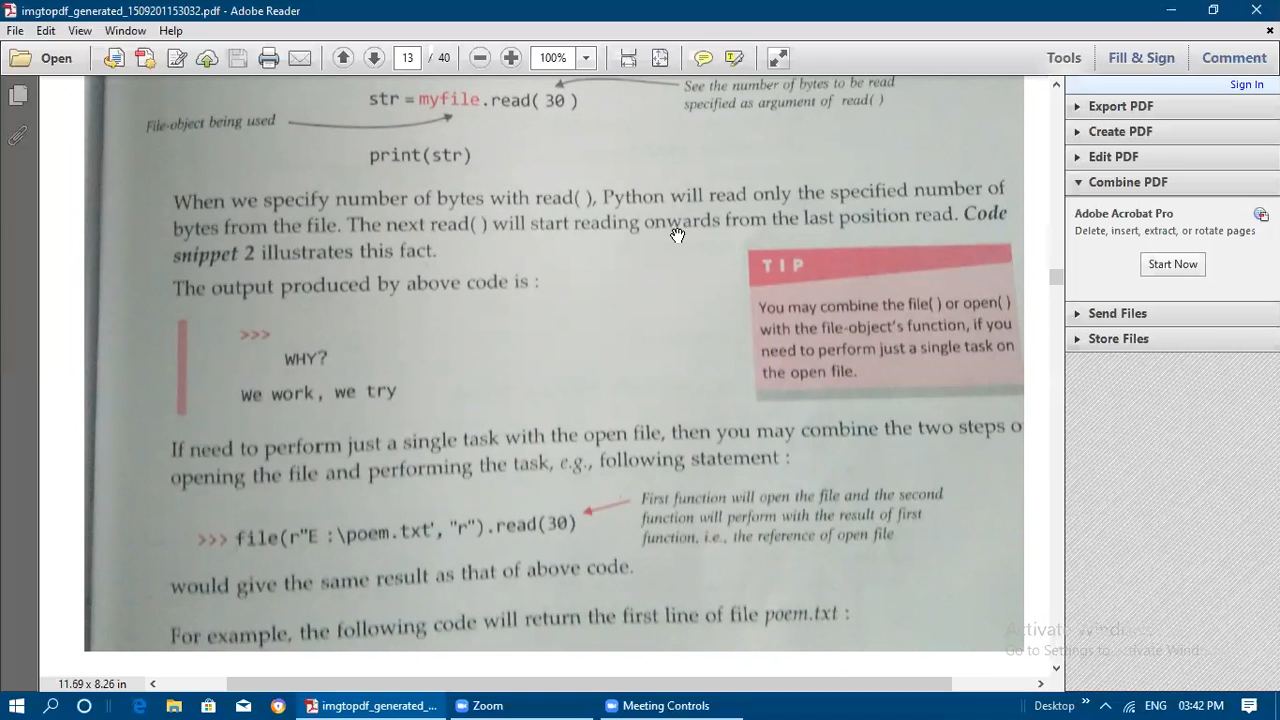 imgtopdf_generated_1509201153032.pdf - Adobe Reader
File Edit View Window Help
Open 13 / 40 100% Tools Fill & Sign Comment
Sign In
Export PDF
Create PDF
Edit PDF
Combine PDF
Adobe Acrobat Pro
Delete, insert, extract, or rotate pages
Start Now
Send Files
Store Files
See the number of bytes to be read
specified as argument of read( )
str = myfile.read( 30 )
File-object being used
print(str)
When we specify number of bytes with read( ), Python will read only the specified number of
bytes from the file. The next read( ) will start reading onwards from the last position read. Code
snippet 2 illustrates this fact.
The output produced by above code is :
>>>
WHY?
We work, we try
TIP
You may combine the file( ) or open( )
with the file-object's function, if you
need to perform just a single task on
the open file.
If need to perform just a single task with the open file, then you may combine the two steps o
opening the file and performing the task, e.g., following statement :
>>> file(r"E :\poem.txt', "r").read(30)
First function will open the file and the second
function will perform with the result of first
function, i.e., the reference of open file
would give the same result as that of above code.
For example, the following code will return the first line of file poem.txt :
Activate Windows
Go to Settings to activate Wind
11.69 x 8.26 in
imgtopdf_generated_... Zoom Meeting Controls Desktop ENG 03:42 PM